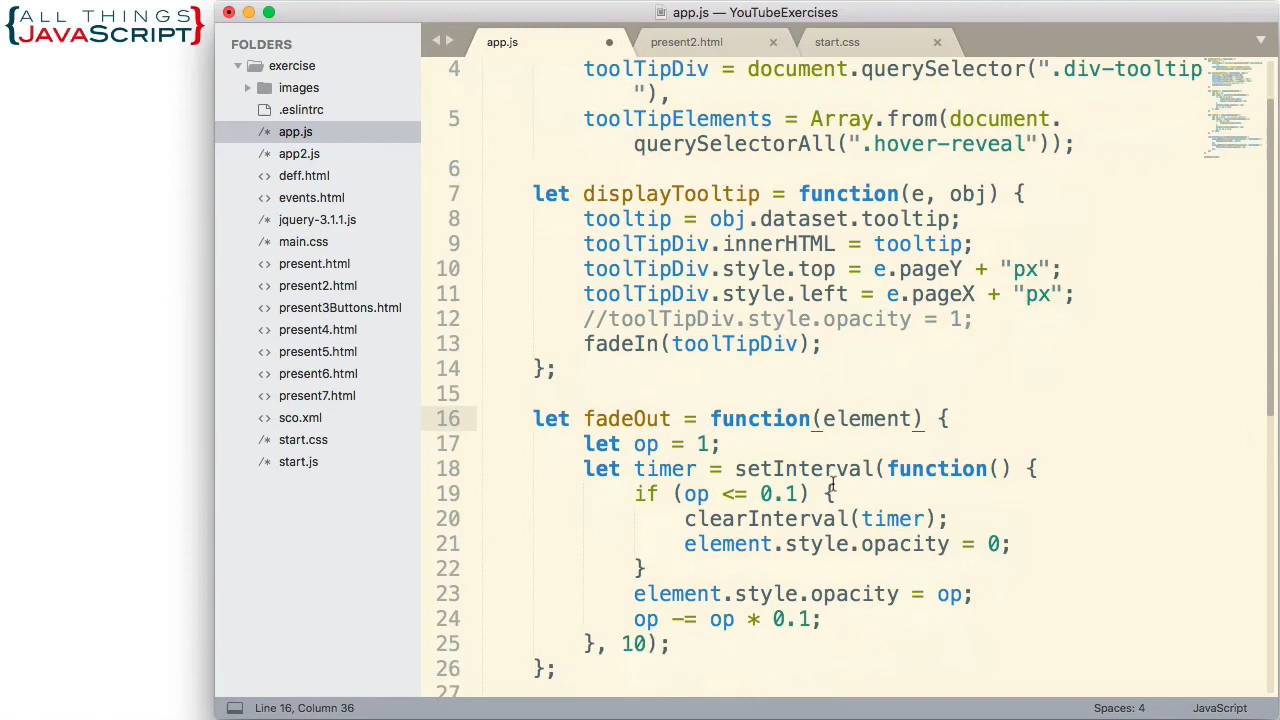 {ALL THINGS
JAVASCRIPT}
app.js — YouTubeExercises
FOLDERS
exercise
images
.eslintrc
/* app.js
/* app2.js
<> deff.html
<> events.html
/* jquery-3.1.1.js
/* main.css
<> present.html
<> present2.html
<> present3Buttons.html
<> present4.html
<> present5.html
<> present6.html
<> present7.html
<> sco.xml
/* start.css
/* start.js
app.js
present2.html ×
start.css ×
4 toolTipDiv = document.querySelector(".div-tooltip
"),
5 toolTipElements = Array.from(document.
querySelectorAll(".hover-reveal"));
6
7 let displayTooltip = function(e, obj) {
8 tooltip = obj.dataset.tooltip;
9 toolTipDiv.innerHTML = tooltip;
10 toolTipDiv.style.top = e.pageY + "px";
11 toolTipDiv.style.left = e.pageX + "px";
12 //toolTipDiv.style.opacity = 1;
13 fadeIn(toolTipDiv);
14 };
15
16 let fadeOut = function(element) {
17 let op = 1;
18 let timer = setInterval(function() {
19 if (op <= 0.1) {
20 clearInterval(timer);
21 element.style.opacity = 0;
22 }
23 element.style.opacity = op;
24 op -= op * 0.1;
25 }, 10);
26 };
27
Line 16, Column 36
Spaces: 4
JavaScript